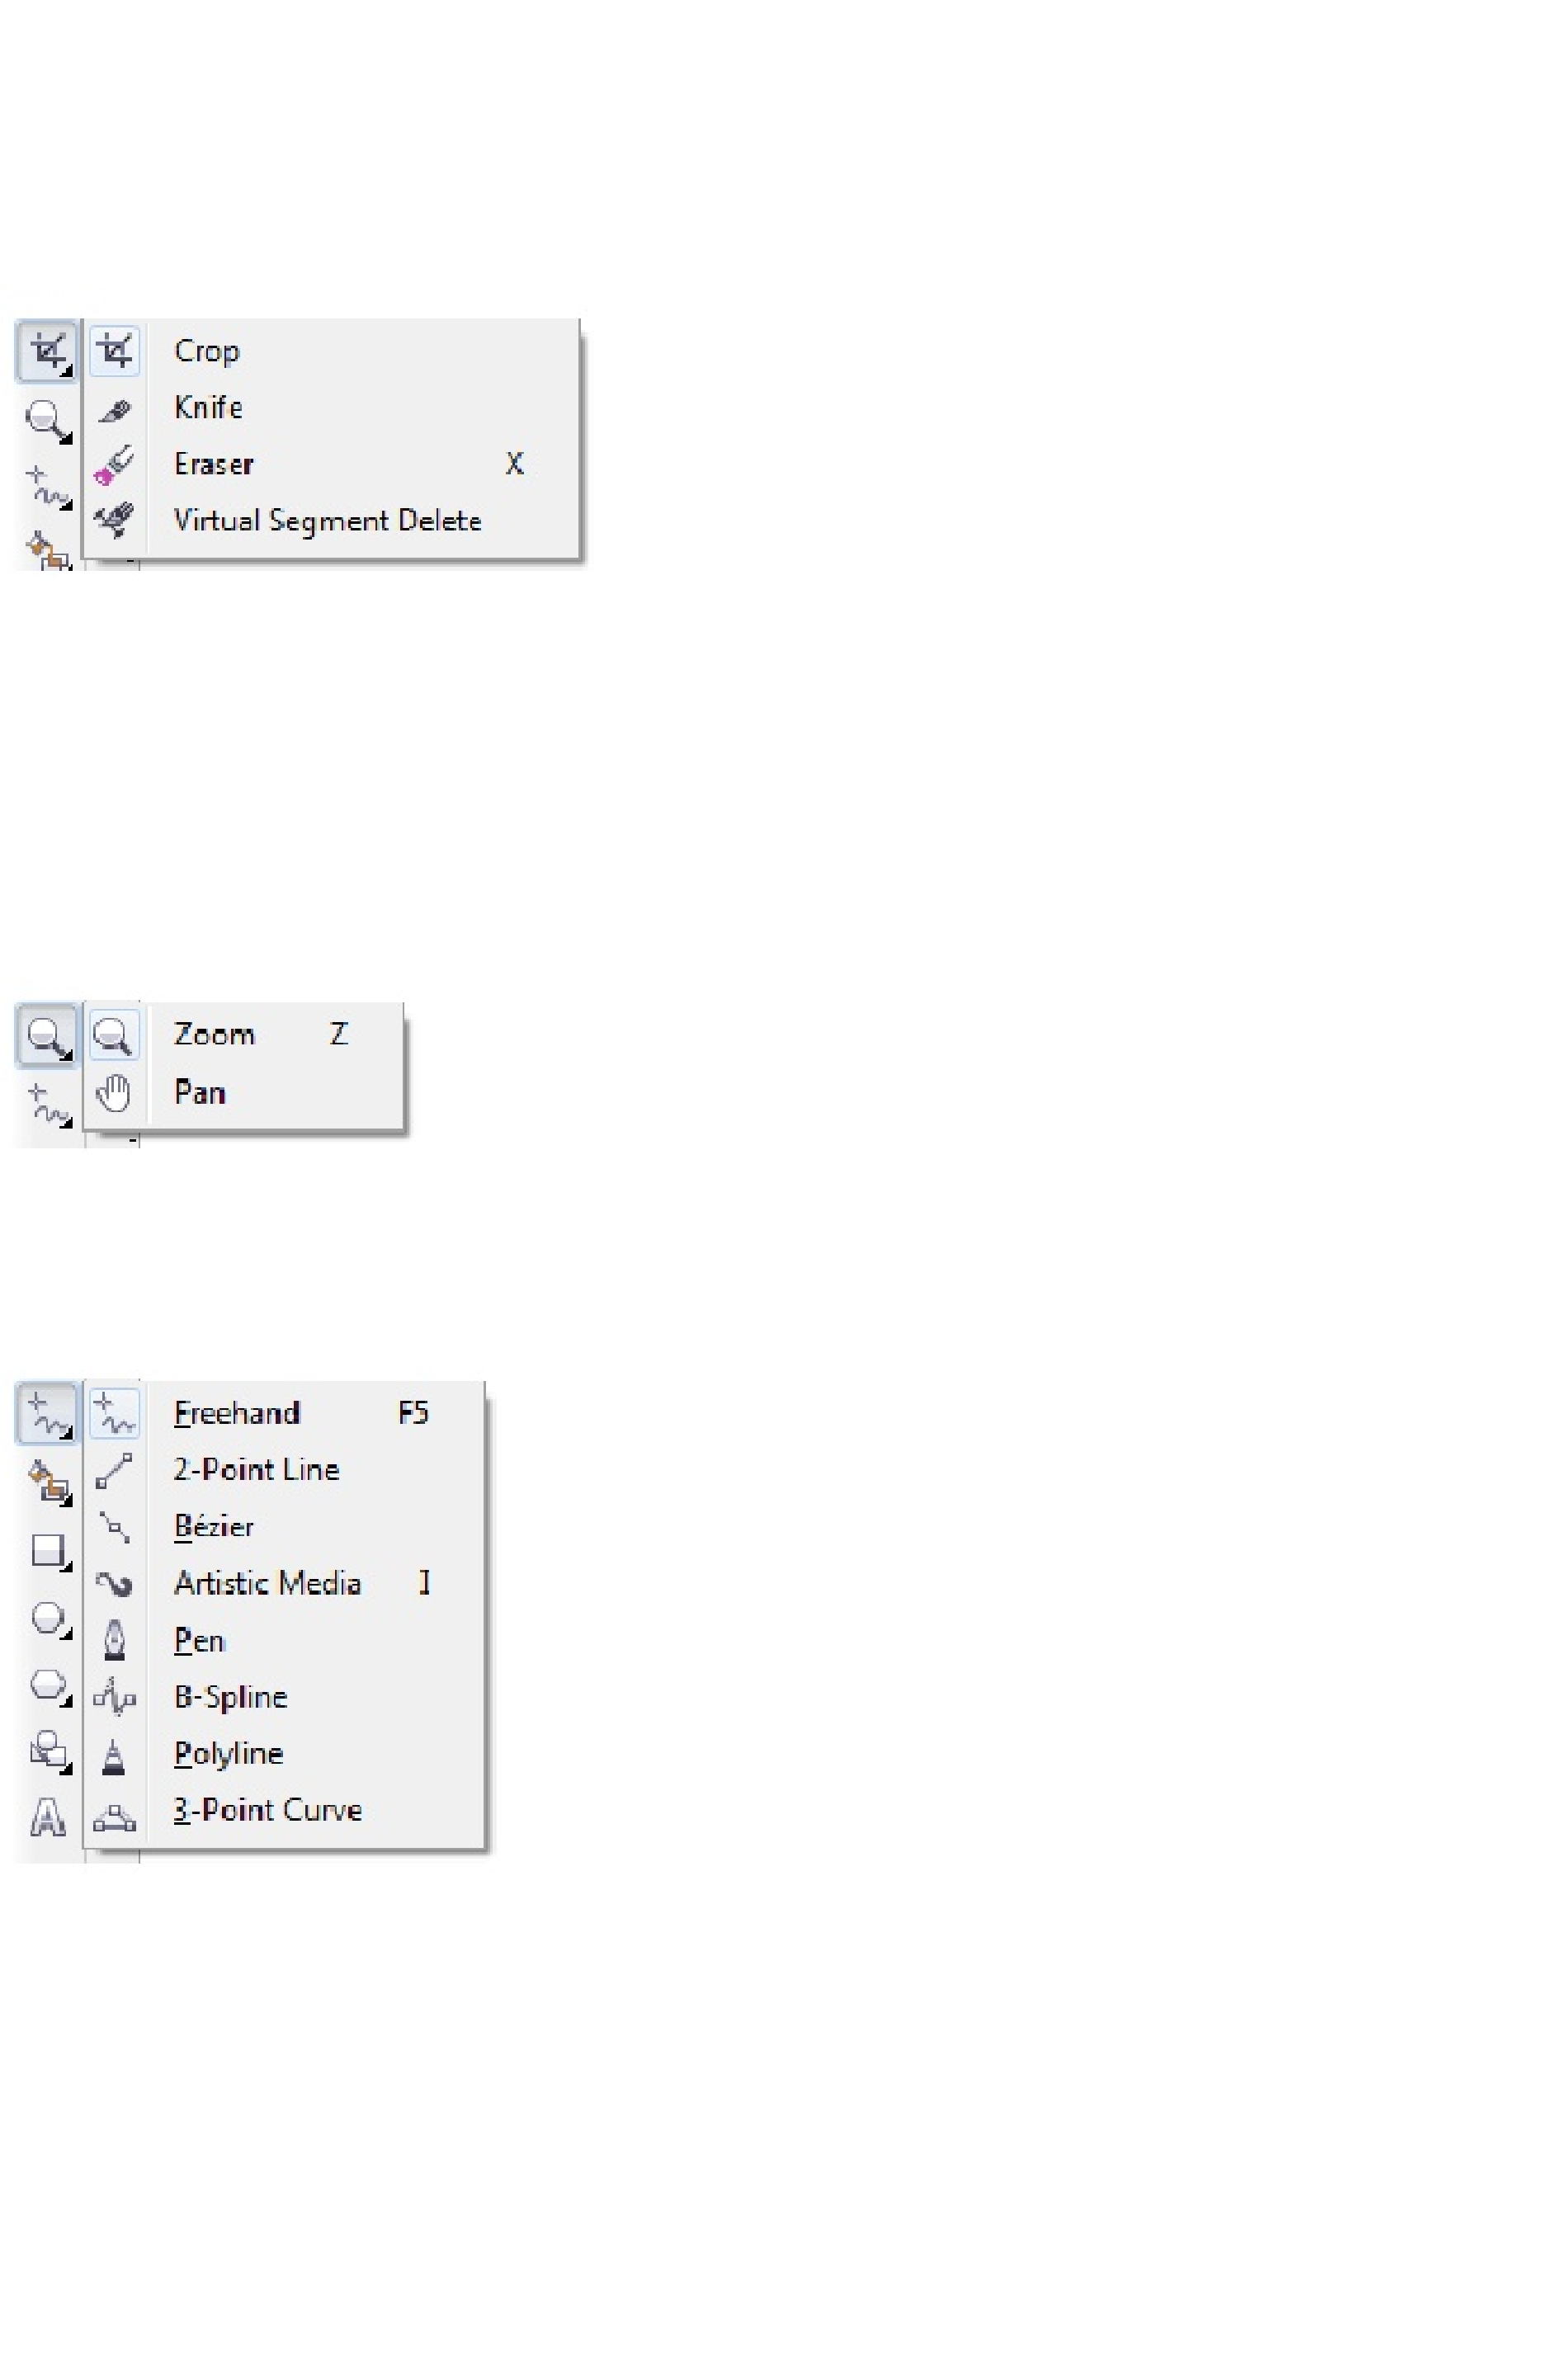 Crop
Knife
Eraser X
Virtual Segment Delete
Zoom Z
Pan
Freehand F5
2-Point Line
Bézier
Artistic Media I
Pen
B-Spline
Polyline
3-Point Curve